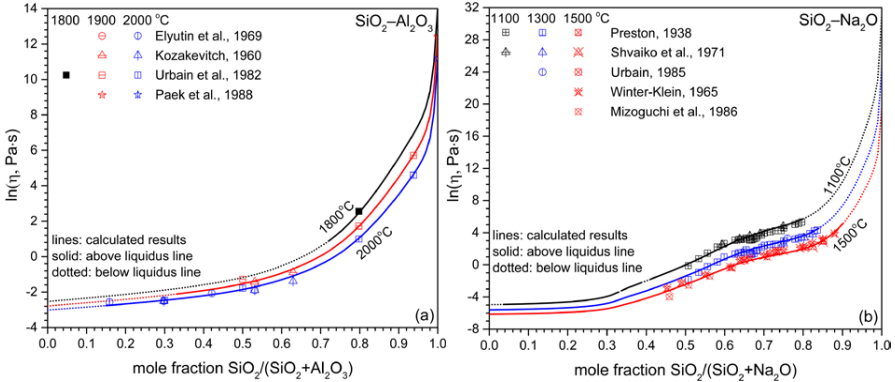 SiO2–Al2O3
1800 1900 2000 °C
Elyutin et al., 1969
Kozakevitch, 1960
Urbain et al., 1982
Paek et al., 1988
1800°C
2000°C
lines: calculated results
solid: above liquidus line
dotted: below liquidus line
(a)
ln(η, Pa·s)
14
12
10
8
6
4
2
0
-2
-4
0.0 0.1 0.2 0.3 0.4 0.5 0.6 0.7 0.8 0.9 1.0
mole fraction SiO2/(SiO2+Al2O3)
SiO2–Na2O
1100 1300 1500 °C
Preston, 1938
Shvaiko et al., 1971
Urbain, 1985
Winter-Klein, 1965
Mizoguchi et al., 1986
1100°C
1500°C
lines: calculated results
solid: above liquidus line
dotted: below liquidus line
(b)
ln(η, Pa·s)
32
28
24
20
16
12
8
4
0
-4
-8
0.0 0.1 0.2 0.3 0.4 0.5 0.6 0.7 0.8 0.9 1.0
mole fraction SiO2/(SiO2+Na2O)